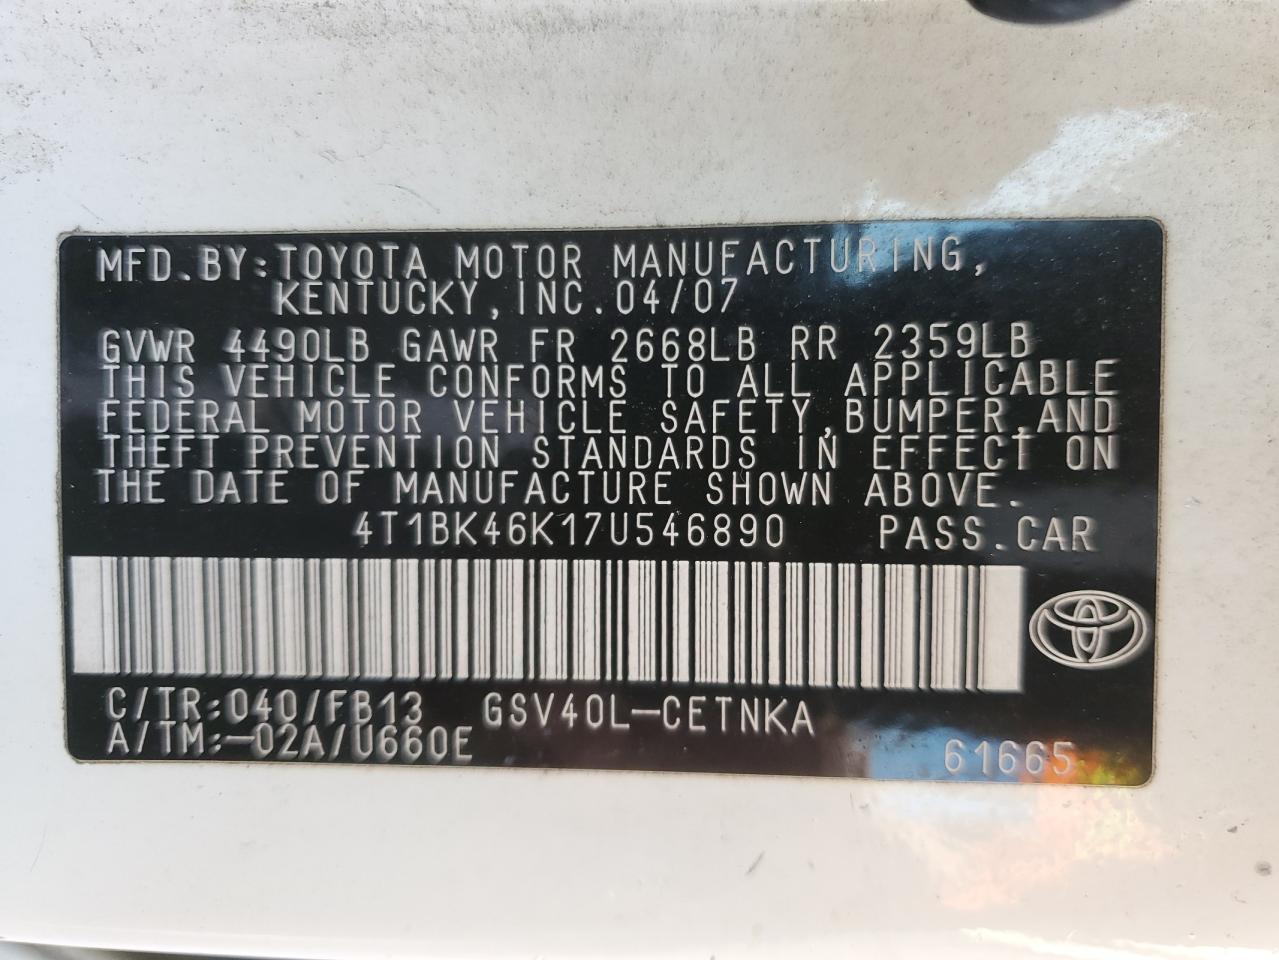 MFD.BY:TOYOTA MOTOR MANUFACTURING,
KENTUCKY,INC.04/07
GVWR 4490LB GAWR FR 2668LB RR 2359LB
THIS VEHICLE CONFORMS TO ALL APPLICABLE
FEDERAL MOTOR VEHICLE SAFETY,BUMPER,AND
THEFT PREVENTION STANDARDS IN EFFECT ON
THE DATE OF MANUFACTURE SHOWN ABOVE.
4T1BK46K17U546890 PASS.CAR
C/TR:040/FB13 GSV40L-CETNKA
A/TM:-02A/U660E
61665